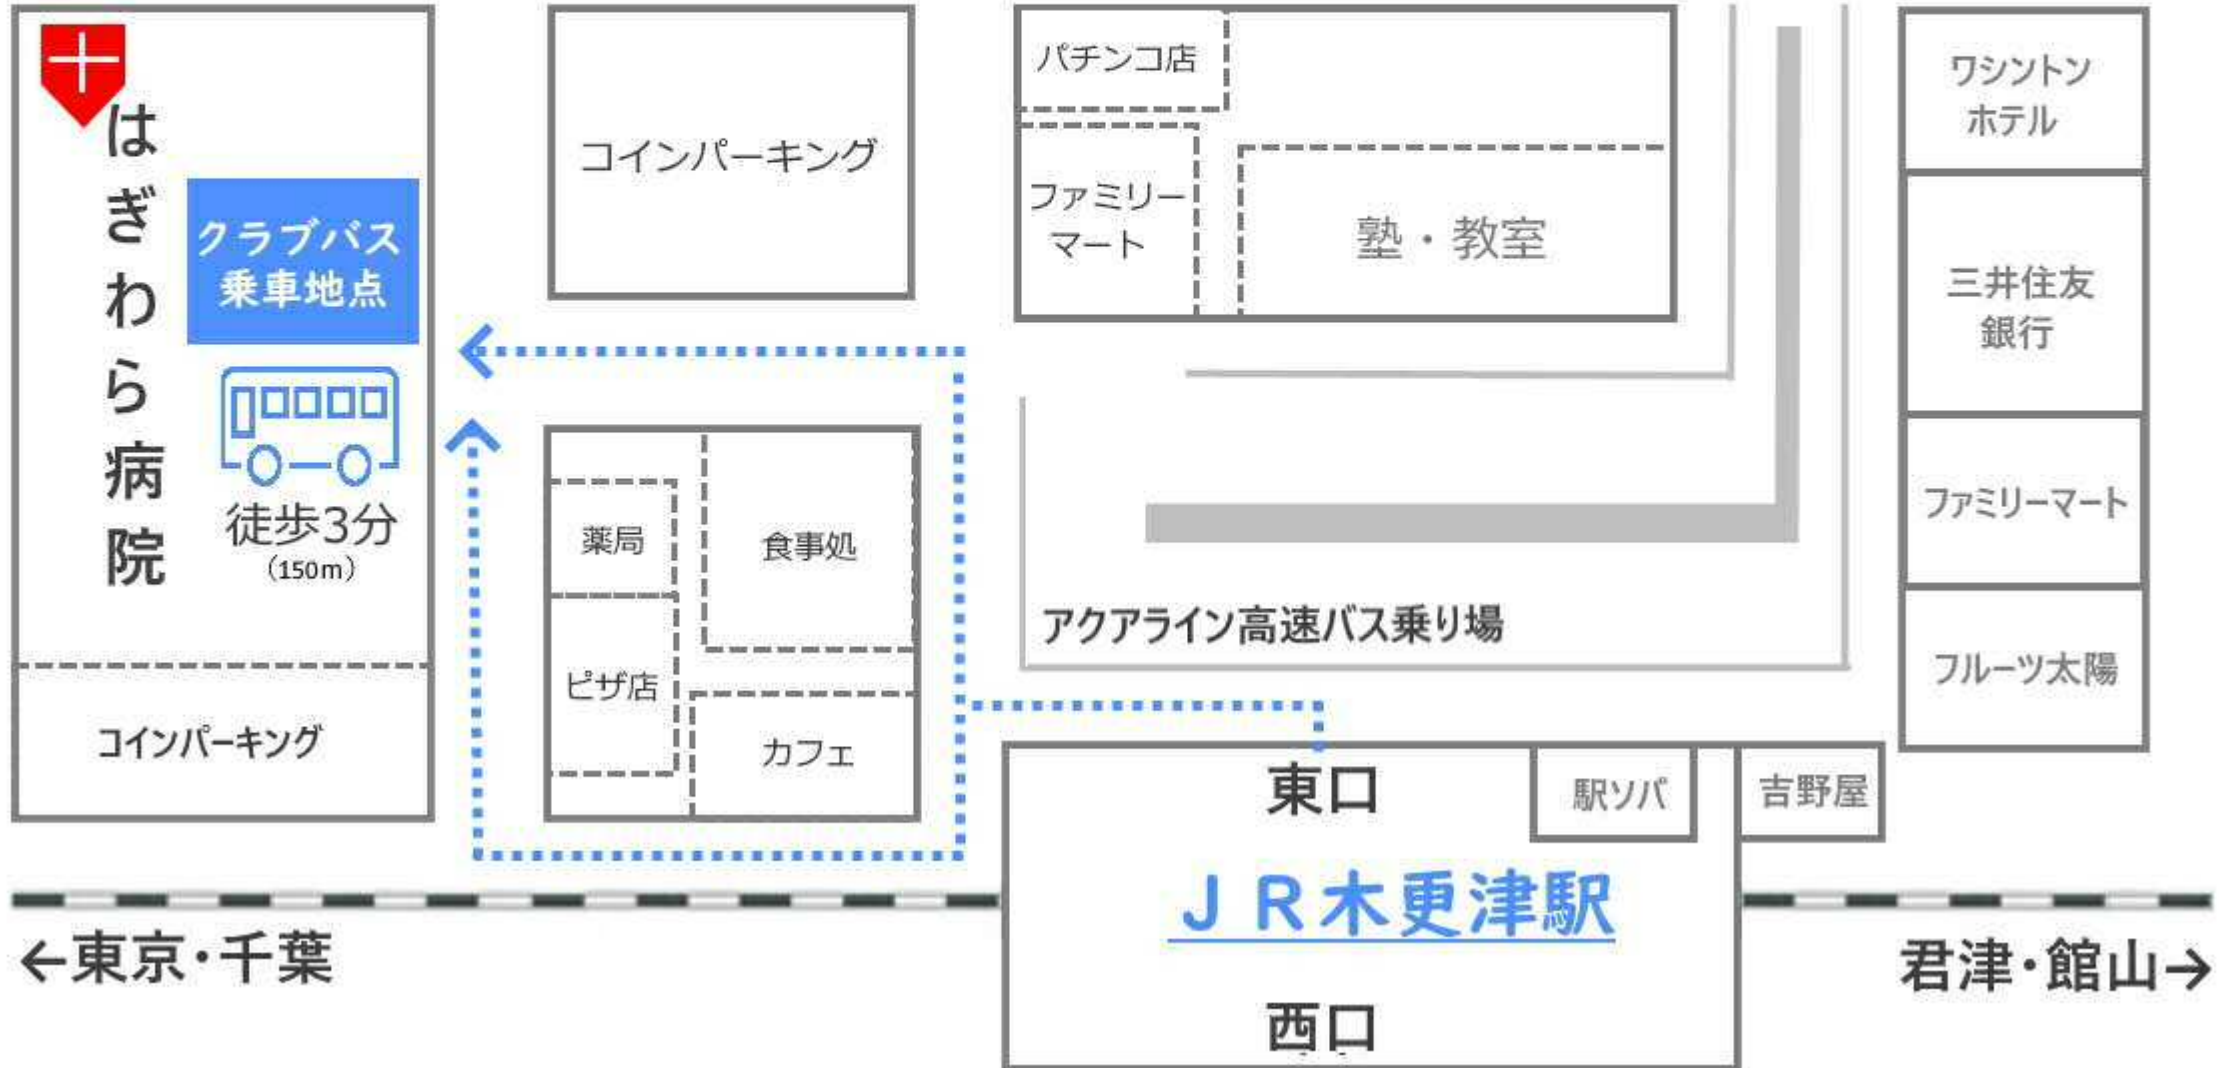 はぎわら病院
クラブバス
乗車地点
徒歩3分
(150m)
コインパーキング
コインパーキング
薬局
食事処
ピザ店
カフェ
パチンコ店
ファミリー
マート
塾・教室
アクアライン高速バス乗り場
ワシントン
ホテル
三井住友
銀行
ファミリーマート
フルーツ太陽
東口
駅ソバ
吉野屋
JR木更津駅
西口
←東京・千葉
君津・館山→